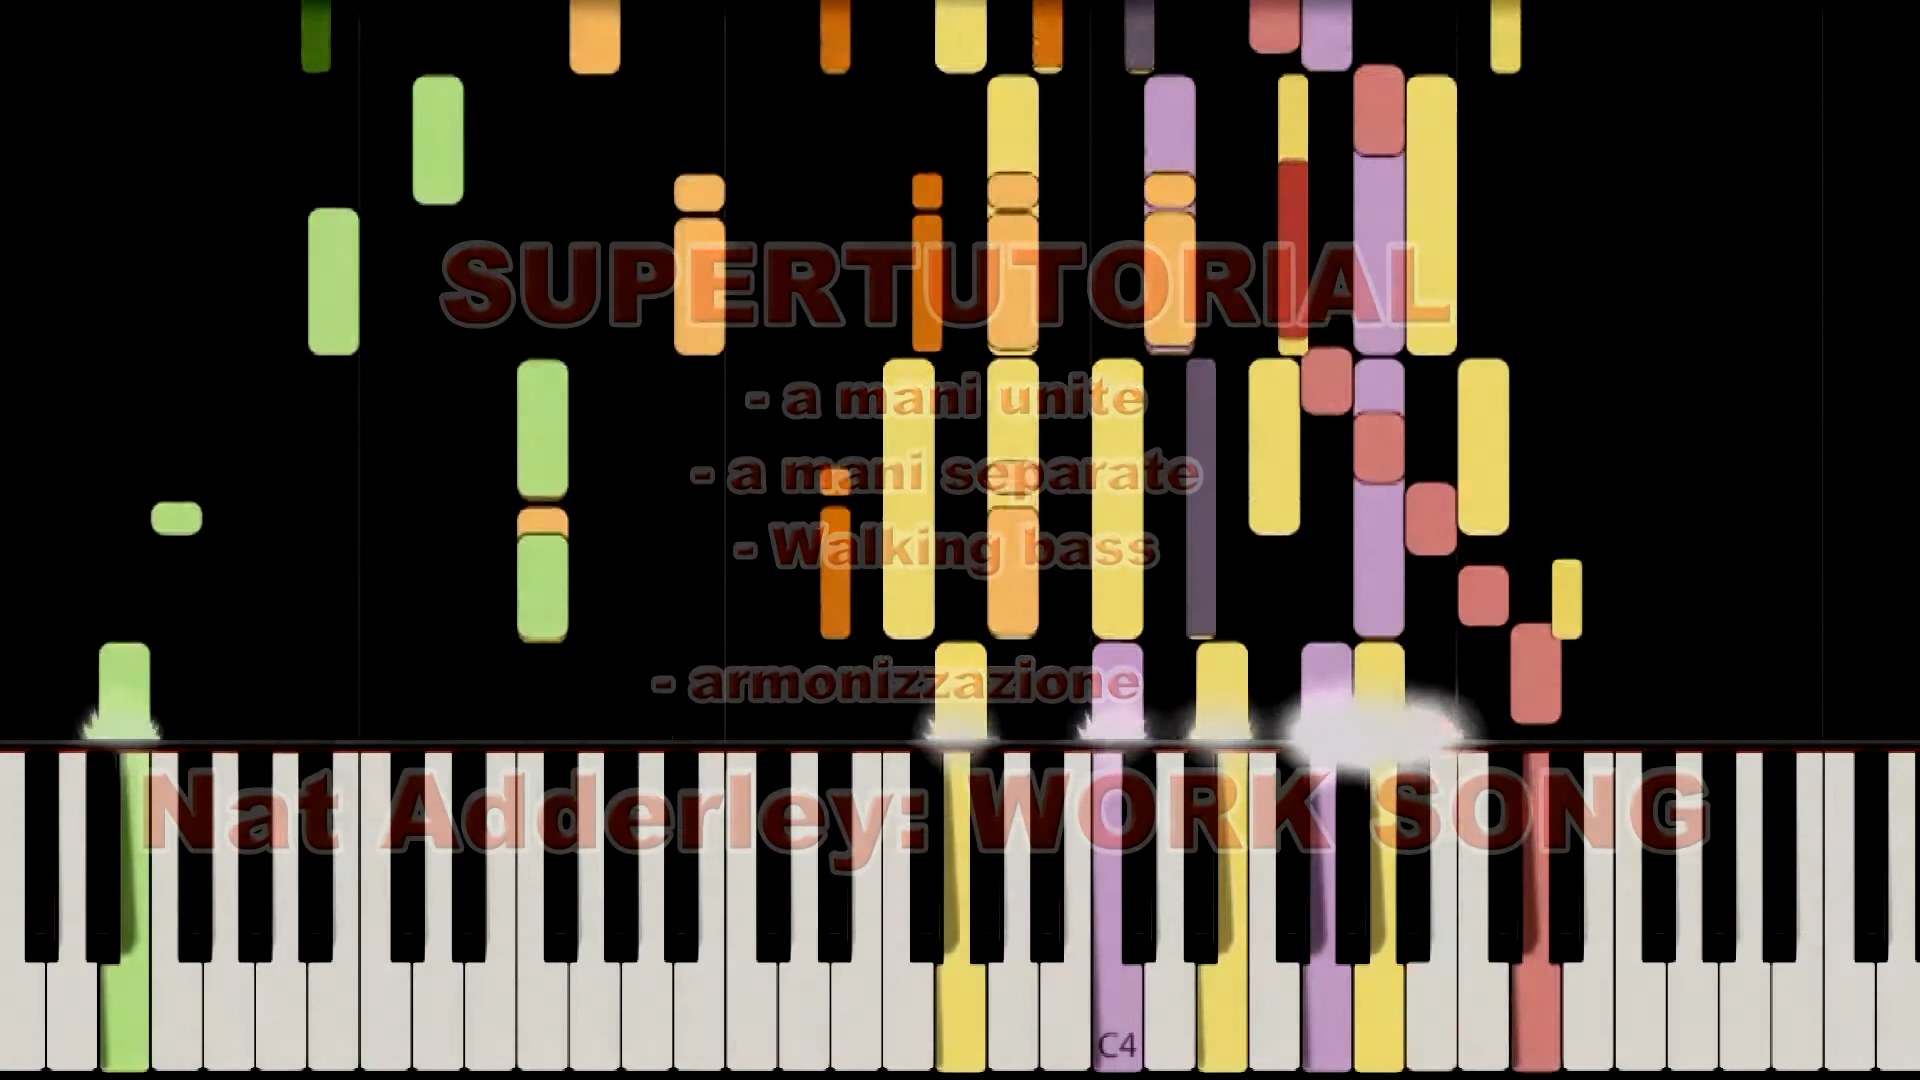 SUPERTUTORIAL
- a mani unite
- a mani separate
- Walking bass
- armonizzazione
Nat Adderley: WORK SONG
C4